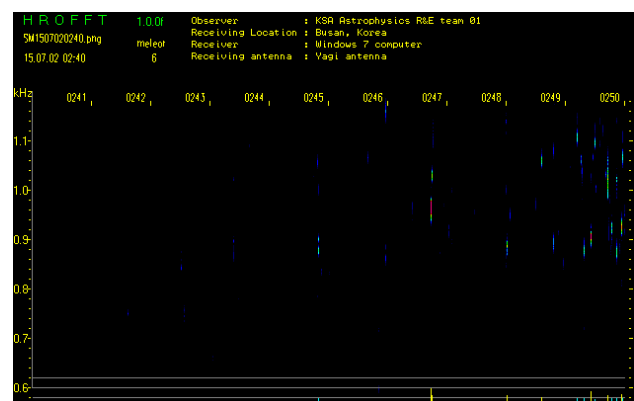 HROFFT 1.0.0f
SM1507020240.png meleot
15.07.02 02:40 6
Observer : KSA Astrophysics R&E team 01
Receiving Location : Busan, Korea
Receiver : Windows 7 computer
Receiving antenna : Yagi antenna
kHz 0241 0242 0243 0244 0245 0246 0247 0248 0249 0250
1.1
1.0
0.9
0.8
0.7
0.6